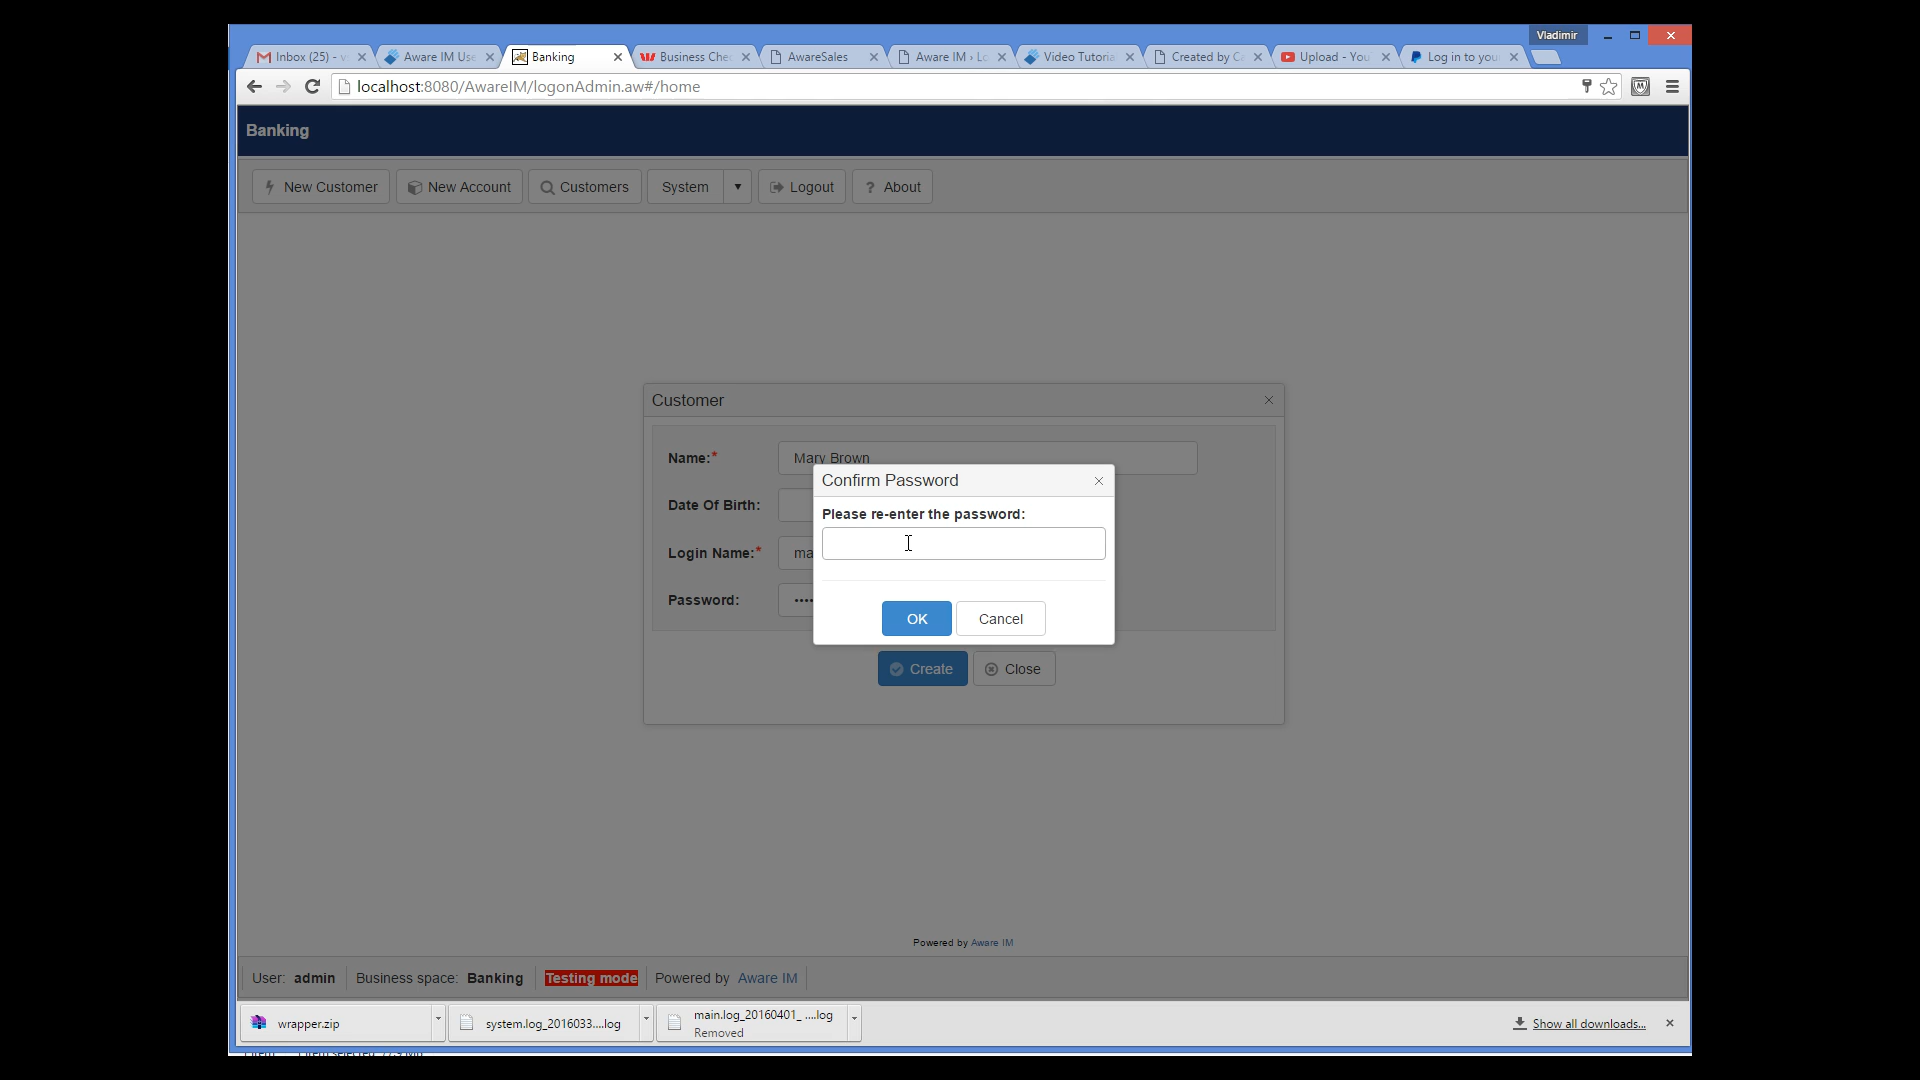 Vladimir
Inbox (25) - v
Aware IM Use
Banking
Business Che
AwareSales
Aware IM › Lo
Video Tutoria
Created by C
Upload - You
Log in to you
localhost:8080/AwareIM/logonAdmin.aw#/home
Banking
New Customer
New Account
Customers
System
Logout
? About
Customer
Name:*
Mary Brown
Confirm Password
Date Of Birth:
Please re-enter the password:
Login Name:*
ma
Password:
••••
OK
Cancel
Create
Close
Powered by Aware IM
User: admin
Business space: Banking
Testing mode
Powered by Aware IM
wrapper.zip
system.log_2016033....log
main.log_20160401_ ....log
Removed
Show all downloads...